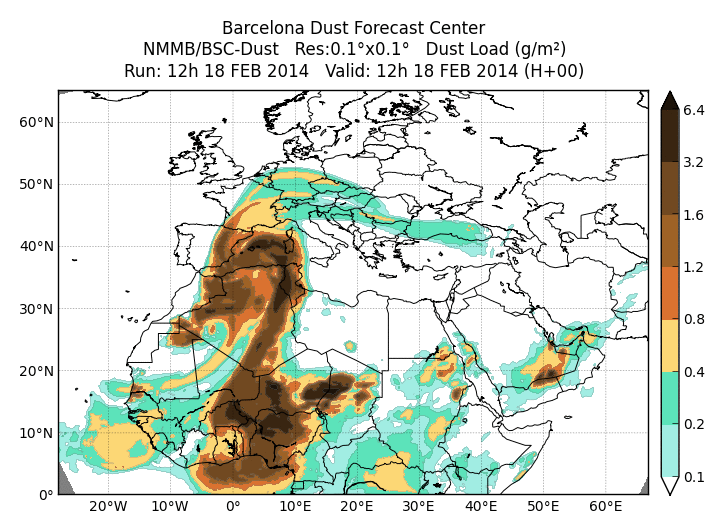 Barcelona Dust Forecast Center
NMMB/BSC-Dust   Res:0.1°x0.1°   Dust Load (g/m²)
Run: 12h 18 FEB 2014   Valid: 12h 18 FEB 2014 (H+00)
60°N
50°N
40°N
30°N
20°N
10°N
0°
20°W
10°W
0°
10°E
20°E
30°E
40°E
50°E
60°E
6.4
3.2
1.6
1.2
0.8
0.4
0.2
0.1